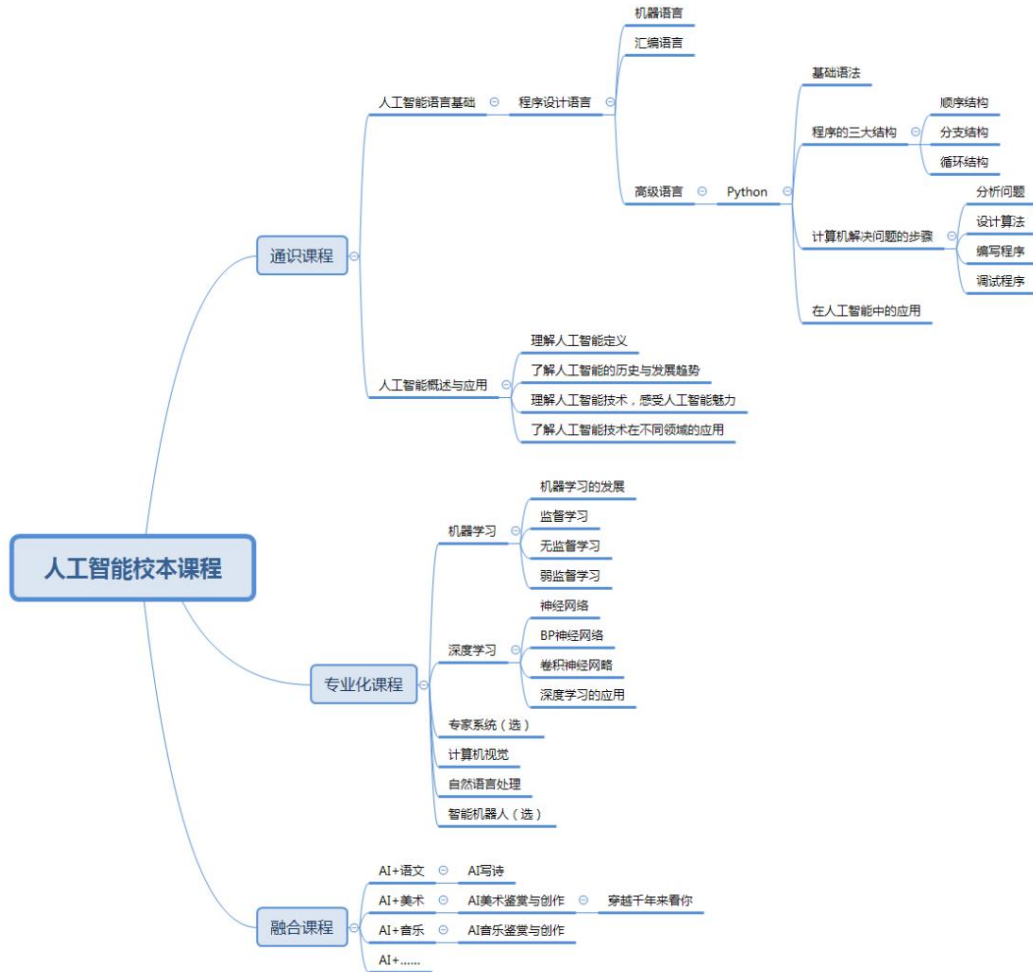 人工智能校本课程
通识课程
人工智能语言基础
程序设计语言
机器语言
汇编语言
高级语言
Python
基础语法
程序的三大结构
顺序结构
分支结构
循环结构
计算机解决问题的步骤
分析问题
设计算法
编写程序
调试程序
在人工智能中的应用
人工智能概述与应用
理解人工智能定义
了解人工智能的历史与发展趋势
理解人工智能技术，感受人工智能魅力
了解人工智能技术在不同领域的应用
专业化课程
机器学习
机器学习的发展
监督学习
无监督学习
弱监督学习
深度学习
神经网络
BP神经网络
卷积神经网略
深度学习的应用
专家系统（选）
计算机视觉
自然语言处理
智能机器人（选）
融合课程
AI+语文
AI写诗
AI+美术
AI美术鉴赏与创作
穿越千年来看你
AI+音乐
AI音乐鉴赏与创作
AI+......